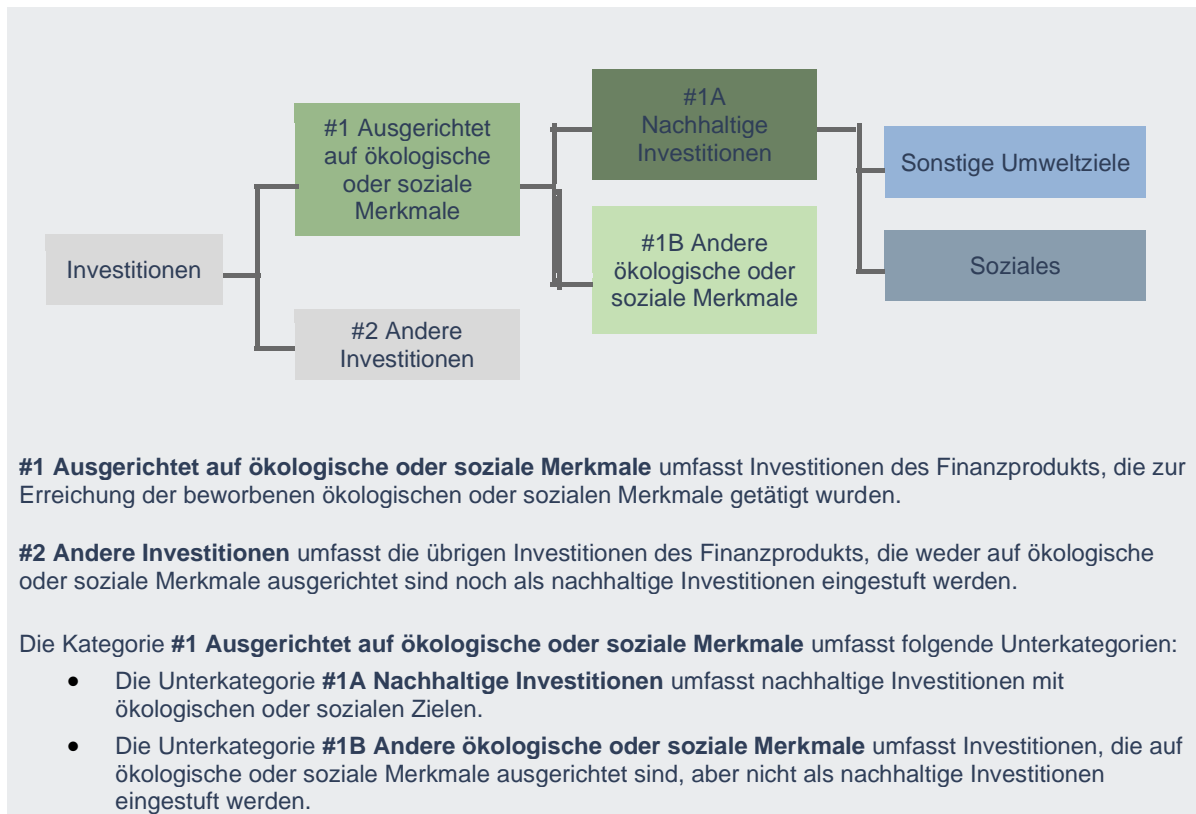 #1 Ausgerichtet
auf ökologische
oder soziale
Merkmale
#1A
Nachhaltige
Investitionen
Sonstige Umweltziele
Investitionen
#1B Andere
ökologische oder
soziale Merkmale
Soziales
#2 Andere
Investitionen
#1 Ausgerichtet auf ökologische oder soziale Merkmale umfasst Investitionen des Finanzprodukts, die zur
Erreichung der beworbenen ökologischen oder sozialen Merkmale getätigt wurden.
#2 Andere Investitionen umfasst die übrigen Investitionen des Finanzprodukts, die weder auf ökologische
oder soziale Merkmale ausgerichtet sind noch als nachhaltige Investitionen eingestuft werden.
Die Kategorie #1 Ausgerichtet auf ökologische oder soziale Merkmale umfasst folgende Unterkategorien:
• Die Unterkategorie #1A Nachhaltige Investitionen umfasst nachhaltige Investitionen mit
ökologischen oder sozialen Zielen.
• Die Unterkategorie #1B Andere ökologische oder soziale Merkmale umfasst Investitionen, die auf
ökologische oder soziale Merkmale ausgerichtet sind, aber nicht als nachhaltige Investitionen
eingestuft werden.